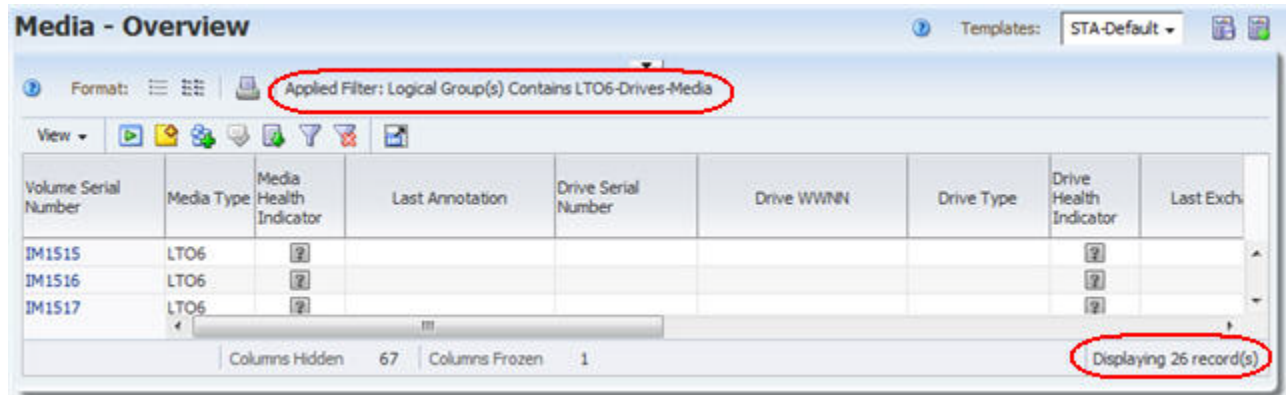 Media - Overview
Templates: STA-Default
Format: Applied Filter: Logical Group(s) Contains LTO6-Drives-Media
View
Volume Serial Number Media Type Media Health Indicator Last Annotation Drive Serial Number Drive WWNN Drive Type Drive Health Indicator Last Exch
IM1515 LTO6 ? ?
IM1516 LTO6 ? ?
IM1517 LTO6 ? ?
Columns Hidden 67 Columns Frozen 1 Displaying 26 record(s)